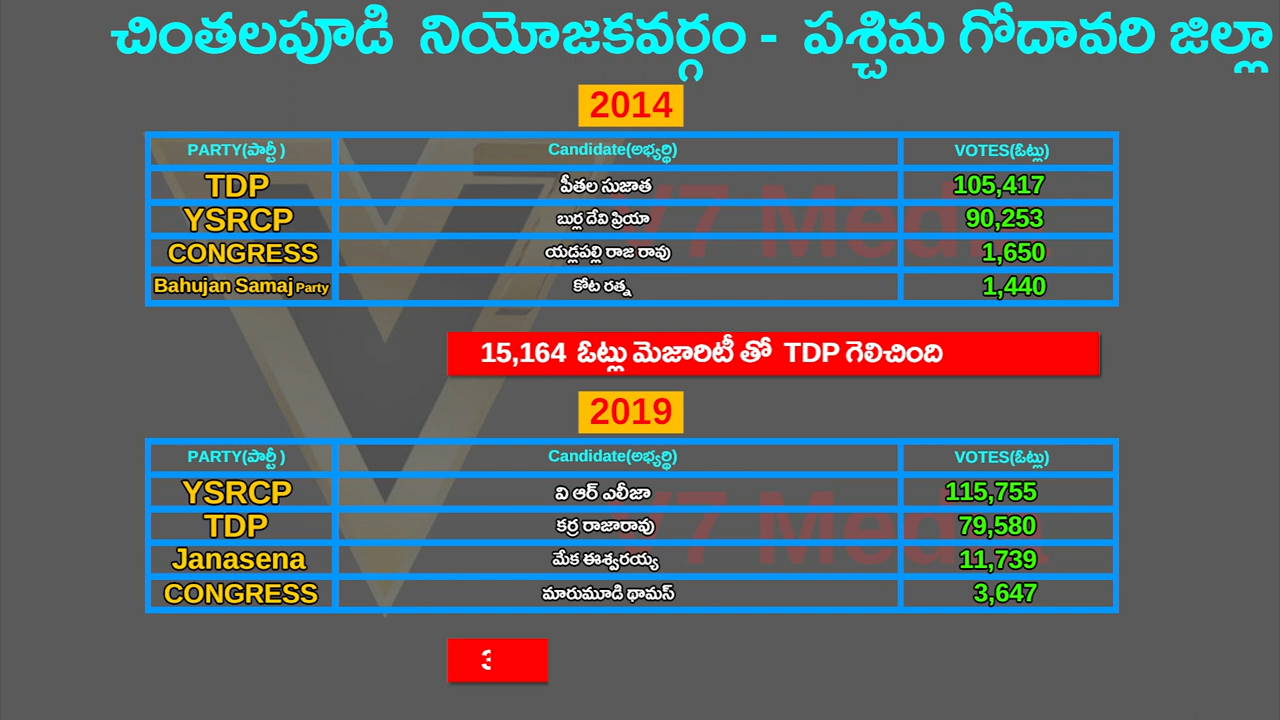 చింతలపూడి నియోజకవర్గం - పశ్చిమ గోదావరి జిల్లా
2014
PARTY(పార్టీ) Candidate(అభ్యర్థి) VOTES(ఓట్లు)
TDP పీతల సుజాత 105,417
YSRCP బుర్ల దేవి ప్రియా 90,253
CONGRESS యడ్లపల్లి రాజ రావు 1,650
Bahujan Samaj Party కోట రత్న 1,440
15,164 ఓట్లు మెజారిటీ తో TDP గెలిచింది
2019
PARTY(పార్టీ) Candidate(అభ్యర్థి) VOTES(ఓట్లు)
YSRCP వి ఆర్ ఎలీజా 115,755
TDP కర్ర రాజారావు 79,580
Janasena మేక ఈశ్వరయ్య 11,739
CONGRESS మారుమూడి థామస్ 3,647